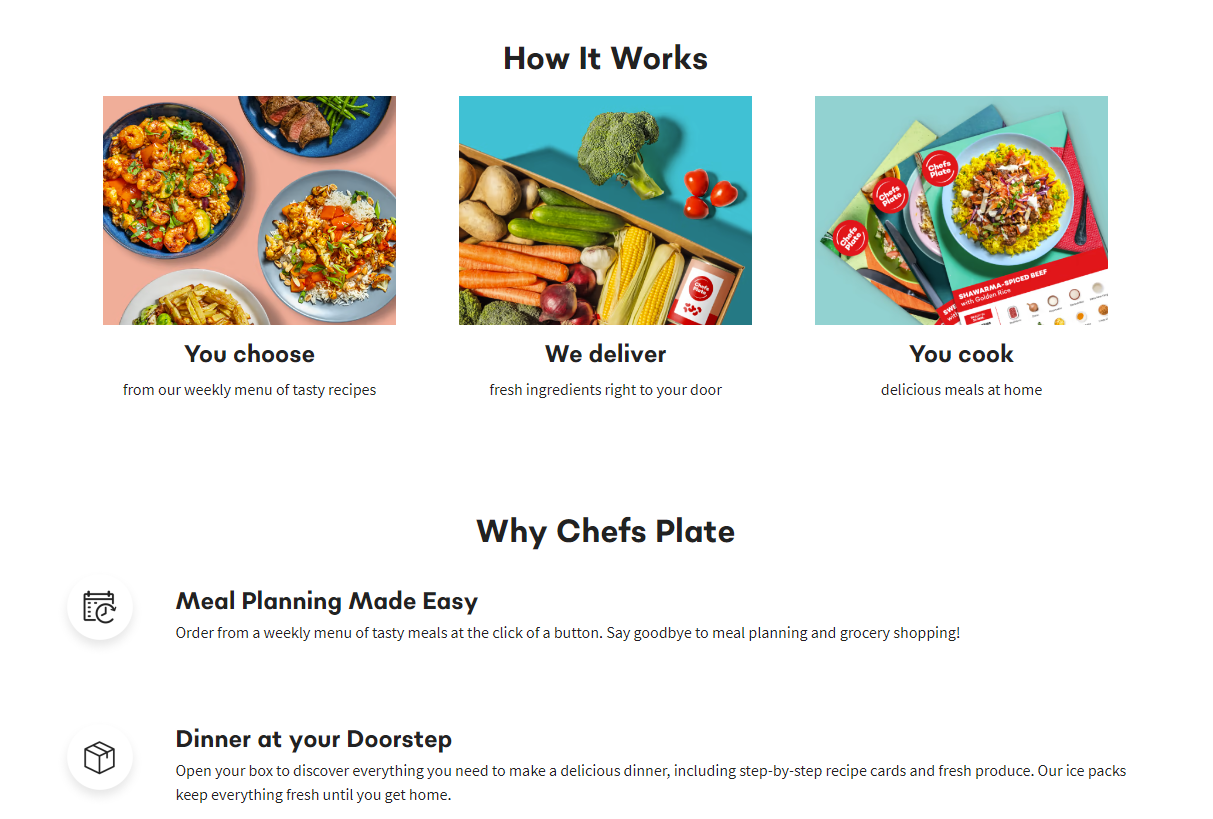 How It Works
Chefs
Plate
Chefs
Plate
Chefs
Plate
Chefs
Plate
SHAWARMA-SPICED BEEF
with Golden Rice
You choose
We deliver
You cook
from our weekly menu of tasty recipes
fresh ingredients right to your door
delicious meals at home
Why Chefs Plate
Meal Planning Made Easy
Order from a weekly menu of tasty meals at the click of a button. Say goodbye to meal planning and grocery shopping!
Dinner at your Doorstep
Open your box to discover everything you need to make a delicious dinner, including step-by-step recipe cards and fresh produce. Our ice packs
keep everything fresh until you get home.